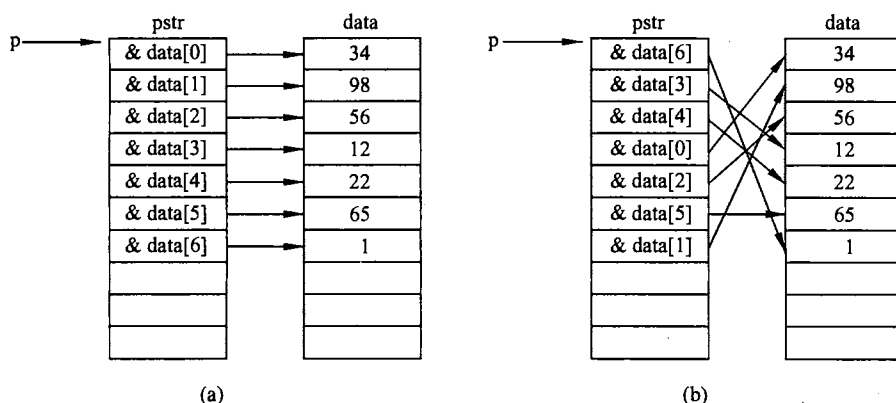 pstr data
p
& data[0] 34
& data[1] 98
& data[2] 56
& data[3] 12
& data[4] 22
& data[5] 65
& data[6] 1
(a)
pstr data
p
& data[6] 34
& data[3] 98
& data[4] 56
& data[0] 12
& data[2] 22
& data[5] 65
& data[1] 1
(b)